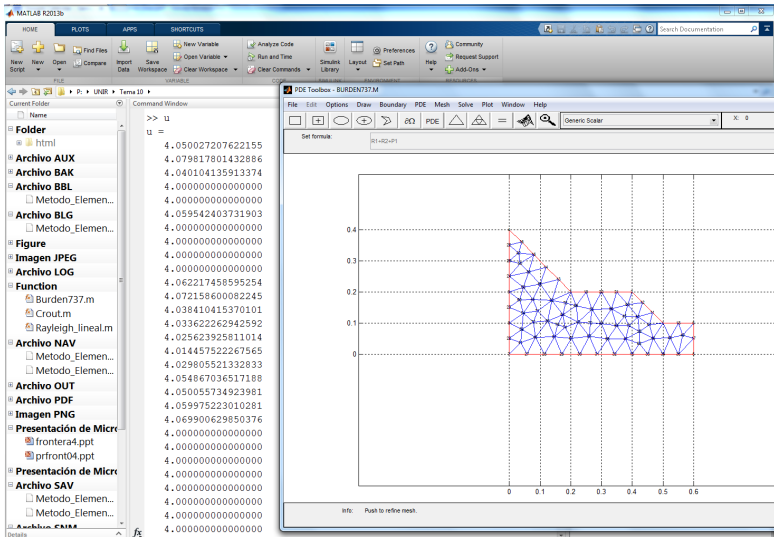 MATLAB R2013b
HOME PLOTS APPS SHORTCUTS
Search Documentation
New Script
New
Open
Find Files
Compare
Import Data
Save Workspace
New Variable
Open Variable
Clear Workspace
Analyze Code
Run and Time
Clear Commands
Simulink Library
Layout
Preferences
Set Path
Help
Community
Request Support
Add-Ons
FILE VARIABLE CODE
P: UNIR Tema 10
Current Folder
Name
Folder
html
Archivo AUX
Archivo BAK
Archivo BBL
Metodo_Elemen...
Archivo BLG
Metodo_Elemen...
Figure
Imagen JPEG
Archivo LOG
Function
Burden737.m
Crout.m
Rayleigh_lineal.m
Archivo NAV
Metodo_Elemen...
Metodo_Elemen...
Archivo OUT
Archivo PDF
Imagen PNG
Presentación de Micro
frontera4.ppt
prfront04.ppt
Presentación de Micro
Archivo SAV
Metodo_Elemen...
Metodo_Elemen...
Archivo SNM
Details
Command Window
>> u
u =
4.050027207622155
4.079817801432886
4.040104135913374
4.000000000000000
4.000000000000000
4.059542403731903
4.000000000000000
4.000000000000000
4.000000000000000
4.000000000000000
4.062217458595254
4.072158600082245
4.038410415370101
4.033622262942592
4.025623925811014
4.014457522267565
4.029805521332833
4.054867036517188
4.050055734923981
4.059975223010281
4.069900629850376
4.000000000000000
4.000000000000000
4.000000000000000
4.000000000000000
4.000000000000000
4.000000000000000
4.000000000000000
4.000000000000000
fx
PDE Toolbox - BURDEN737.M
File Edit Options Draw Boundary PDE Mesh Solve Plot Window Help
∂Ω PDE = Generic Scalar X: 0
Set formula: R1+R2+P1
0.4
0.3
0.2
0.1
0
0 0.1 0.2 0.3 0.4 0.5 0.6
Info: Push to refine mesh.